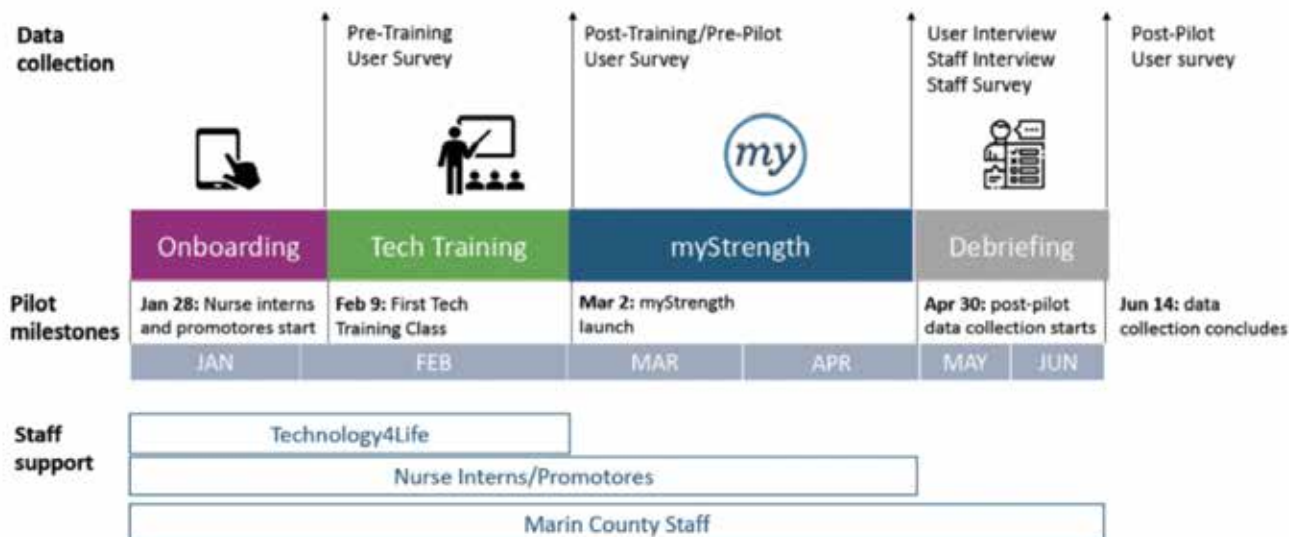 Data
collection
Pre-Training
User Survey
Post-Training/Pre-Pilot
User Survey
User Interview
Staff Interview
Staff Survey
Post-Pilot
User survey
my
Onboarding
Tech Training
myStrength
Debriefing
Pilot
milestones
Jan 28: Nurse interns
and promotores start
Feb 9: First Tech
Training Class
Mar 2: myStrength
launch
Apr 30: post-pilot
data collection starts
Jun 14: data
collection concludes
JAN
FEB
MAR
APR
MAY
JUN
Staff
support
Technology4Life
Nurse Interns/Promotores
Marin County Staff